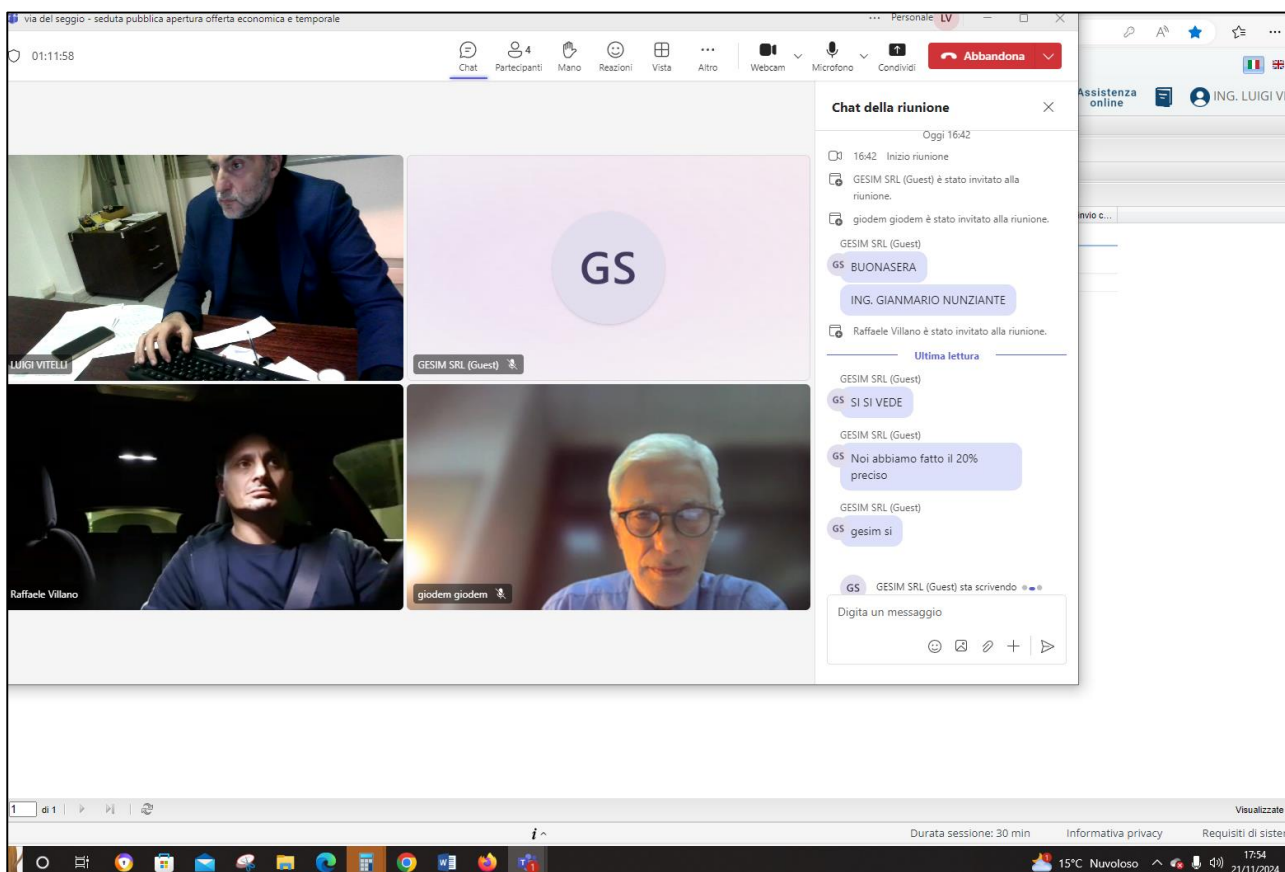 via del seggio - seduta pubblica apertura offerta economica e temporale
Personale LV
01:11:58
Chat
4
Partecipanti
Mano
Reazioni
Vista
Altro
Webcam
Microfono
Condividi
Abbandona
Assistenza
online
ING. LUIGI VI
Chat della riunione
Oggi 16:42
16:42 Inizio riunione
GESIM SRL (Guest) è stato invitato alla
riunione.
giodem giodem è stato invitato alla riunione.
GESIM SRL (Guest)
GS BUONASERA
ING. GIANMARIO NUNZIANTE
Raffaele Villano è stato invitato alla riunione.
Ultima lettura
GESIM SRL (Guest)
GS SI SI VEDE
GESIM SRL (Guest)
GS Noi abbiamo fatto il 20%
preciso
GESIM SRL (Guest)
GS gesim si
GS GESIM SRL (Guest) sta scrivendo
Digita un messaggio
nvio c...
LUIGI VITELLI
GS
GESIM SRL (Guest)
Raffaele Villano
giodem giodem
1 di 1
Visualizzate
i
Durata sessione: 30 min
Informativa privacy
Requisiti di sister
15°C Nuvoloso
17:54
21/11/2024